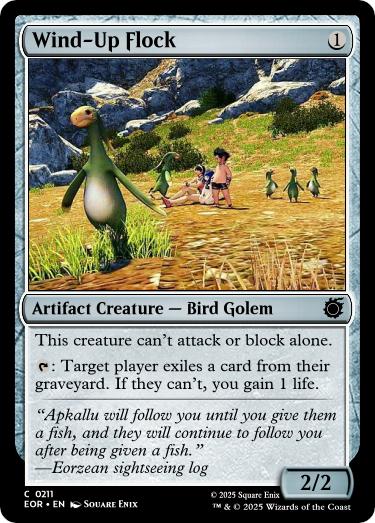 Wind-Up Flock
1
Artifact Creature — Bird Golem
This creature can't attack or block alone.
: Target player exiles a card from their
graveyard. If they can't, you gain 1 life.
“Apkallu will follow you until you give them
a fish, and they will continue to follow you
after being given a fish.”
—Eorzean sightseeing log
2/2
C 0211
EOR • EN SQUARE ENIX
© 2025 Square Enix
™ & © 2025 Wizards of the Coast